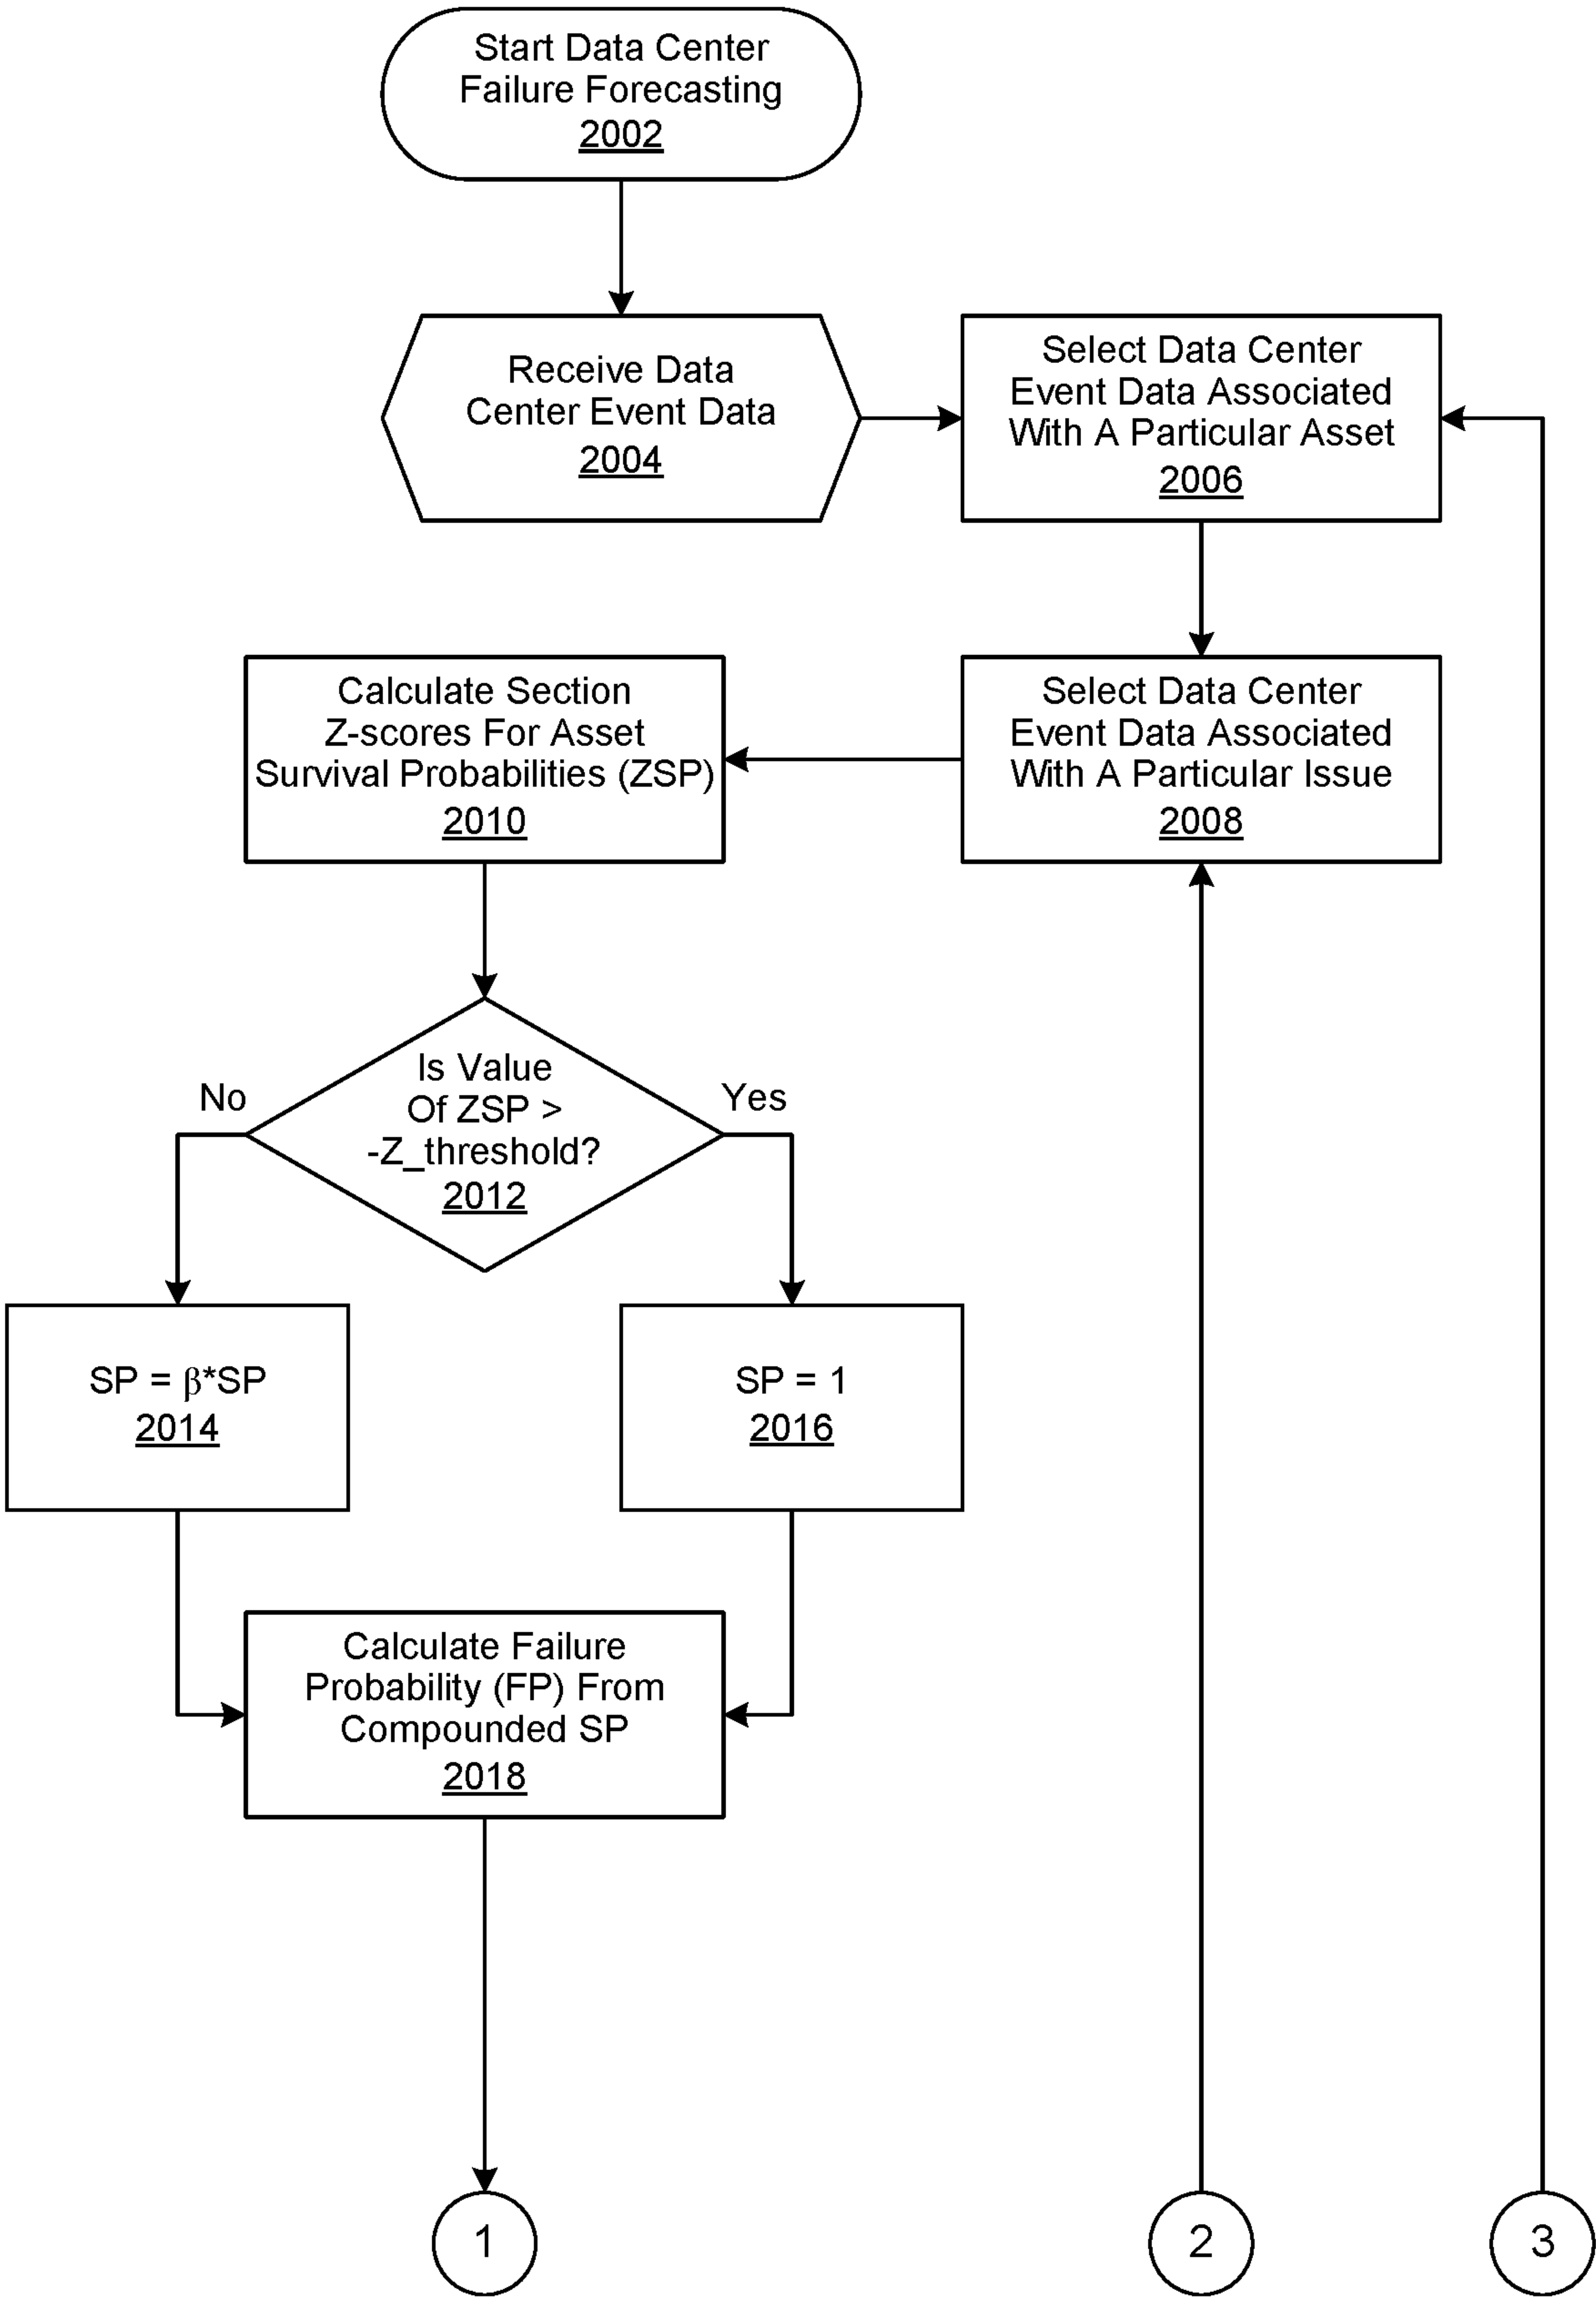 Start Data Center
Failure Forecasting
2002
Receive Data
Center Event Data
2004
Select Data Center
Event Data Associated
With A Particular Asset
2006
Calculate Section
Z-scores For Asset
Survival Probabilities (ZSP)
2010
Select Data Center
Event Data Associated
With A Particular Issue
2008
Is Value
Of ZSP >
-Z_threshold?
2012
No
Yes
SP = β*SP
2014
SP = 1
2016
Calculate Failure
Probability (FP) From
Compounded SP
2018
1
2
3